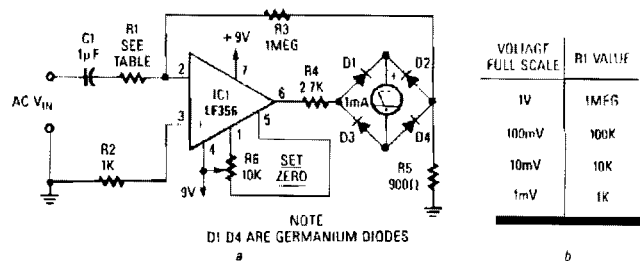 +9V
R3
1MEG
C1
1µF
R1
SEE
TABLE
2
7
IC1
LF356
6
R4
2.7K
D1
D2
+
1mA
D3
D4
AC VIN
3
+
4
1
5
R2
1K
R6
10K
SET
ZERO
9V
R5
900Ω
NOTE
D1 D4 ARE GERMANIUM DIODES
a
VOLTAGE
FULL SCALE
R1 VALUE
1V
1MEG
100mV
100K
10mV
10K
1mV
1K
b